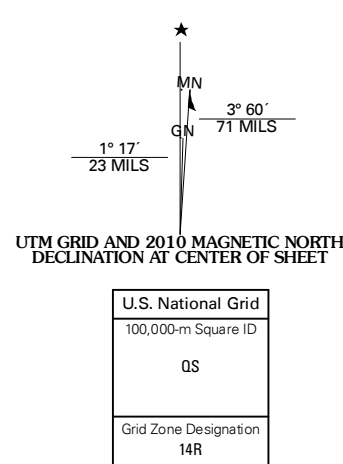 MN
GN
3° 60´
71 MILS
1° 17´
23 MILS
UTM GRID AND 2010 MAGNETIC NORTH
DECLINATION AT CENTER OF SHEET
U.S. National Grid
100,000-m Square ID
QS
Grid Zone Designation
14R